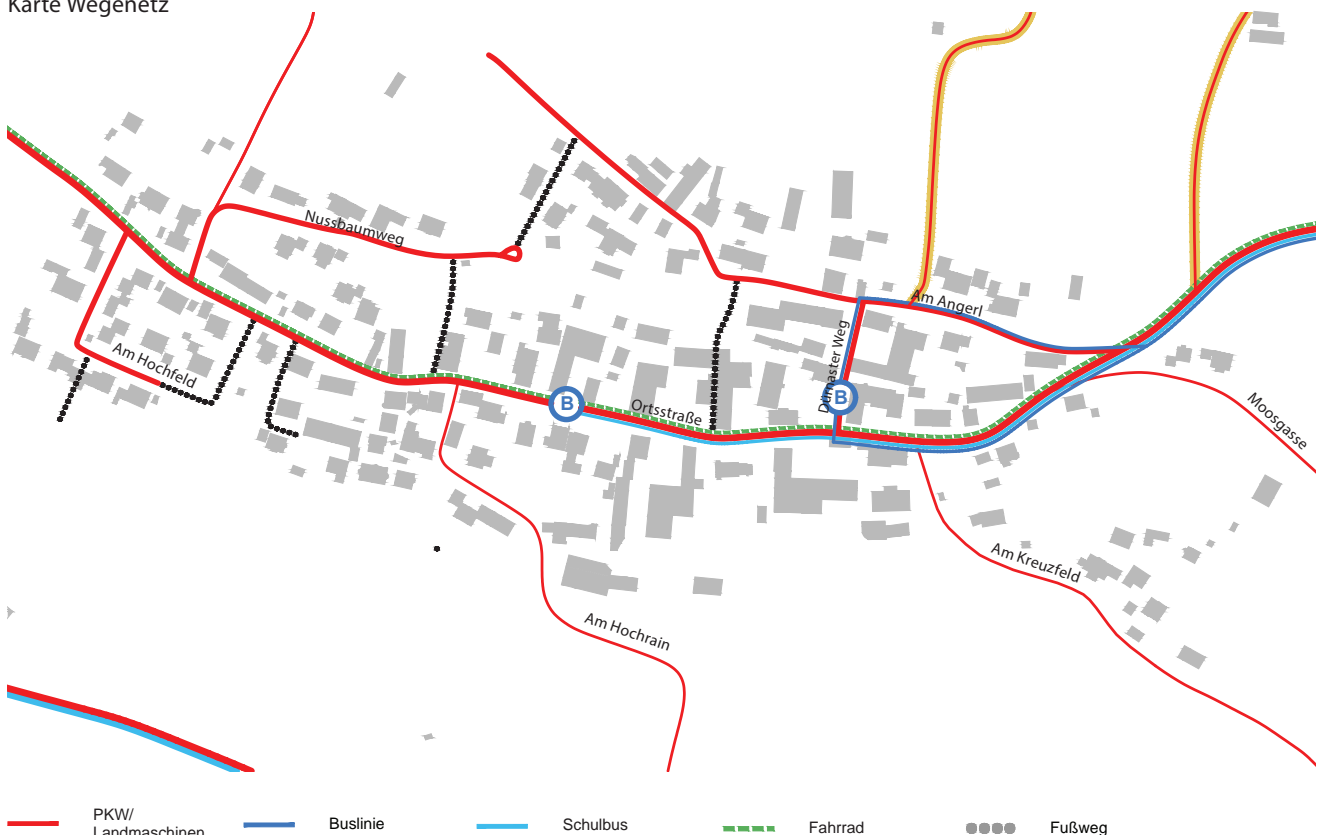 Karte Wegenetz
Nussbaumweg
Am Angerl
Dürnaster Weg
Am Hochfeld
B
B
Ortsstraße
Moosgasse
Am Kreuzfeld
Am Hochrain
PKW/
Landmaschinen
Buslinie
Schulbus
Fahrrad
Fußweg